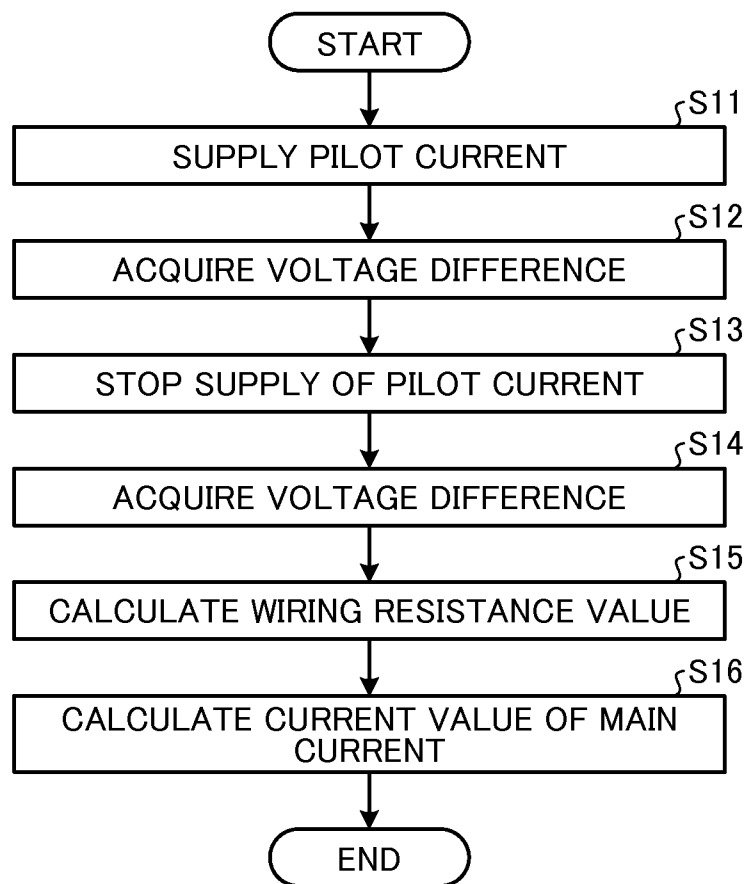 START
S11
SUPPLY PILOT CURRENT
S12
ACQUIRE VOLTAGE DIFFERENCE
S13
STOP SUPPLY OF PILOT CURRENT
S14
ACQUIRE VOLTAGE DIFFERENCE
S15
CALCULATE WIRING RESISTANCE VALUE
S16
CALCULATE CURRENT VALUE OF MAIN
CURRENT
END